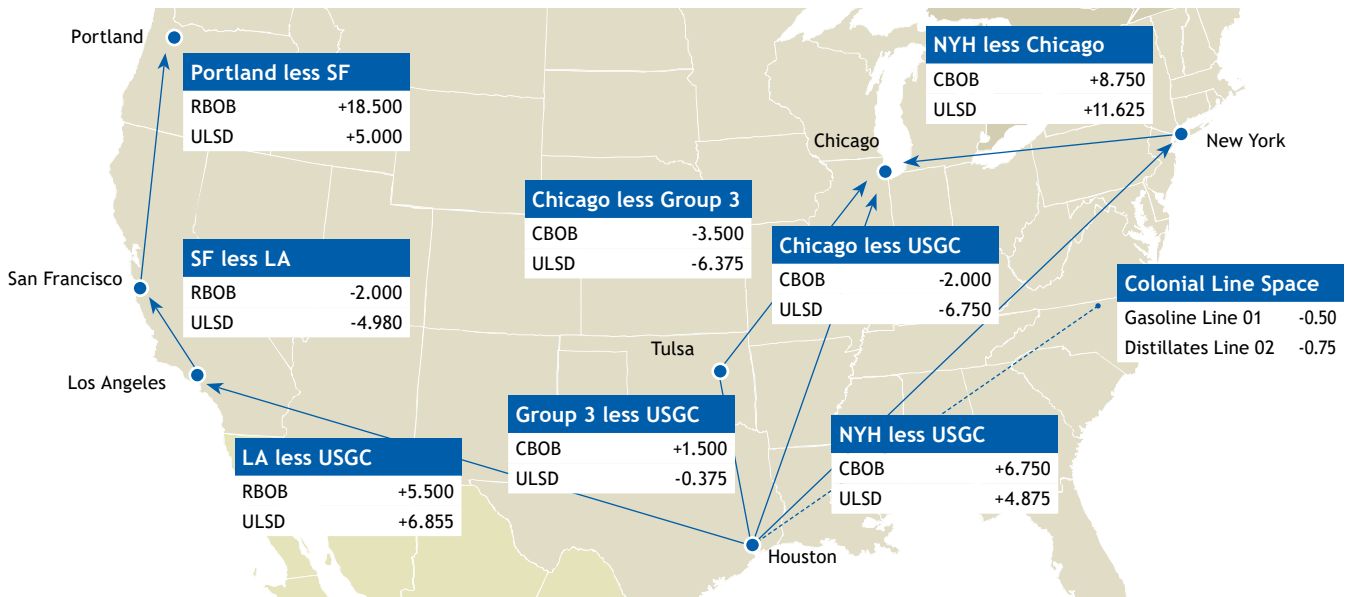 Portland
Portland less SF
RBOB +18.500
ULSD +5.000
NYH less Chicago
CBOB +8.750
ULSD +11.625
Chicago
New York
Chicago less Group 3
CBOB -3.500
ULSD -6.375
Chicago less USGC
CBOB -2.000
ULSD -6.750
San Francisco
SF less LA
RBOB -2.000
ULSD -4.980
Colonial Line Space
Gasoline Line 01 -0.50
Distillates Line 02 -0.75
Tulsa
Los Angeles
Group 3 less USGC
CBOB +1.500
ULSD -0.375
NYH less USGC
CBOB +6.750
ULSD +4.875
LA less USGC
RBOB +5.500
ULSD +6.855
Houston